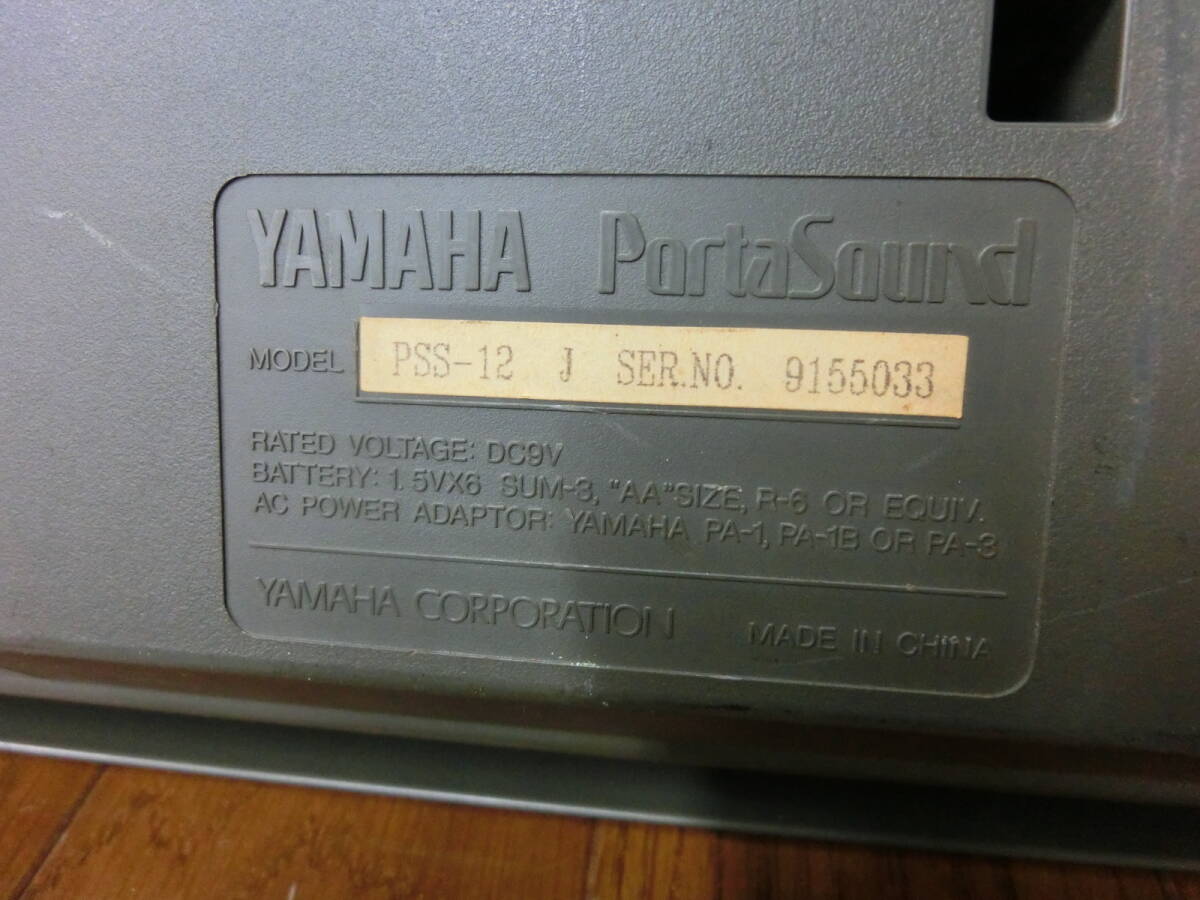 YAMAHA PortaSound
MODEL PSS-12 J SER.NO. 9155033
RATED VOLTAGE: DC9V
BATTERY: 1.5VX6 SUM-3, "AA"SIZE, R-6 OR EQUIV.
AC POWER ADAPTOR: YAMAHA PA-1, PA-1B OR PA-3
YAMAHA CORPORATION MADE IN CHINA